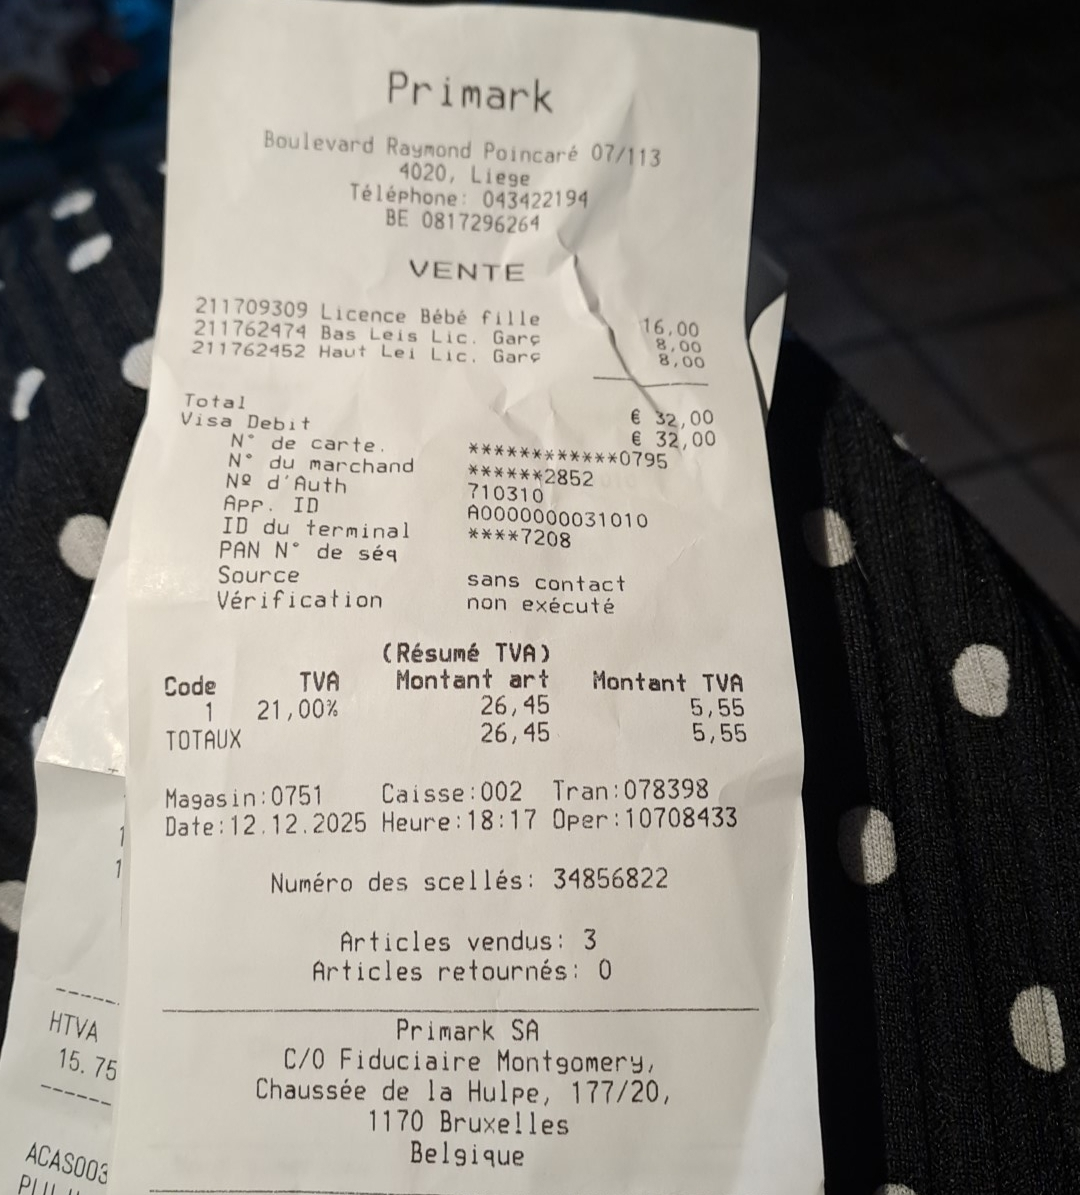 Primark
Boulevard Raymond Poincaré 07/113
4020, Liege
Téléphone: 043422194
BE 0817296264
VENTE
211709309 Licence Bébé fille 16,00
211762474 Bas Leis Lic. Garç 8,00
211762452 Haut Lei Lic. Garç 8,00
Total € 32,00
Visa Debit € 32,00
N° de carte. ************0795
N° du marchand ******2852
Nº d'Auth 710310
App. ID A0000000031010
ID du terminal ****7208
PAN N° de séq
Source sans contact
Vérification non exécuté
(Résumé TVA)
Code TVA Montant art Montant TVA
1 21,00% 26,45 5,55
TOTAUX 26,45 5,55
Magasin:0751 Caisse:002 Tran:078398
Date:12.12.2025 Heure:18:17 Oper:10708433
Numéro des scellés: 34856822
Articles vendus: 3
Articles retournés: 0
Primark SA
C/O Fiduciaire Montgomery,
Chaussée de la Hulpe, 177/20,
1170 Bruxelles
Belgique
1
1
HTVA
15.75
ACAS003